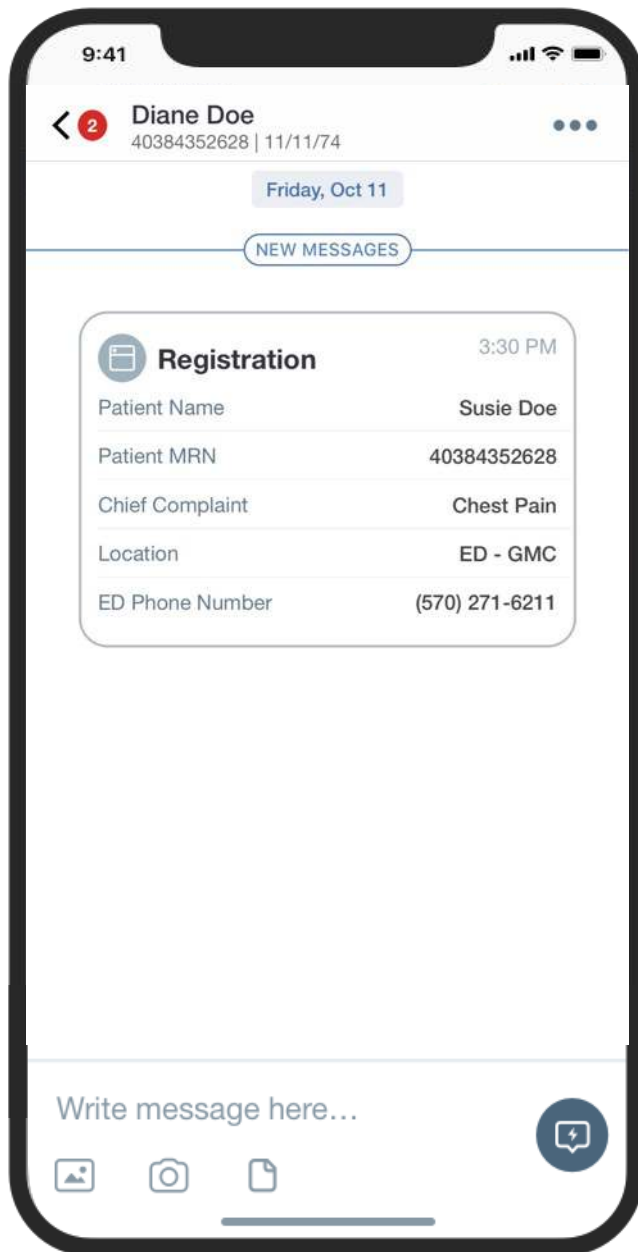 9:41
2
Diane Doe
40384352628 | 11/11/74
Friday, Oct 11
NEW MESSAGES
Registration 3:30 PM
Patient Name Susie Doe
Patient MRN 40384352628
Chief Complaint Chest Pain
Location ED - GMC
ED Phone Number (570) 271-6211
Write message here...